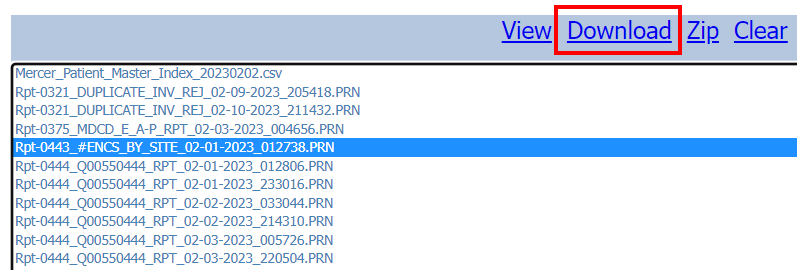 View Download Zip Clear
Mercer_Patient_Master_Index_20230202.csv
Rpt-0321_DUPLICATE_INV_REJ_02-09-2023_205418.PRN
Rpt-0321_DUPLICATE_INV_REJ_02-10-2023_211432.PRN
Rpt-0375_MDCD_E_A-P_RPT_02-03-2023_004656.PRN
Rpt-0443_#ENCS_BY_SITE_02-01-2023_012738.PRN
Rpt-0444_Q00550444_RPT_02-01-2023_012806.PRN
Rpt-0444_Q00550444_RPT_02-01-2023_233016.PRN
Rpt-0444_Q00550444_RPT_02-02-2023_033044.PRN
Rpt-0444_Q00550444_RPT_02-02-2023_214310.PRN
Rpt-0444_Q00550444_RPT_02-03-2023_005726.PRN
Rpt-0444_Q00550444_RPT_02-03-2023_220504.PRN